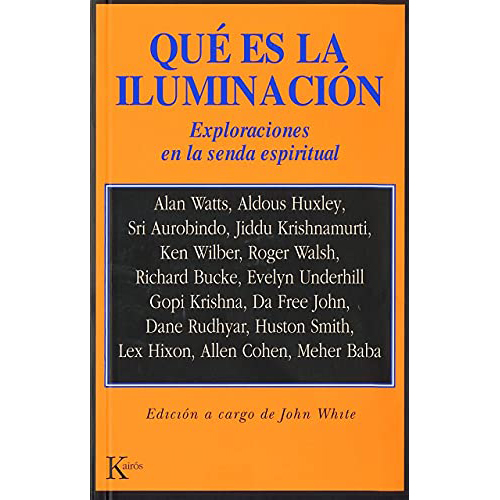 QUÉ ES LA
ILUMINACIÓN
Exploraciones
en la senda espiritual
Alan Watts, Aldous Huxley,
Sri Aurobindo, Jiddu Krishnamurti,
Ken Wilber, Roger Walsh,
Richard Bucke, Evelyn Underhill
Gopi Krishna, Da Free John,
Dane Rudhyar, Huston Smith,
Lex Hixon, Allen Cohen, Meher Baba
Edición a cargo de John White
Kairós